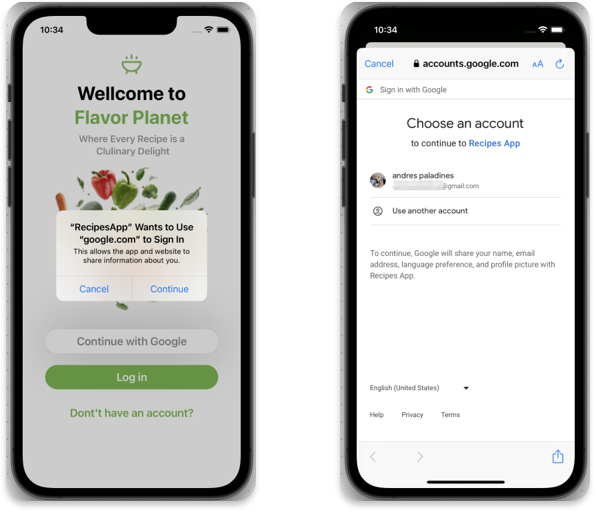 10:34
Wellcome to
Flavor Planet
Where Every Recipe is a
Clulinary Delight
“RecipesApp” Wants to Use
“google.com” to Sign In
This allows the app and website to
share information about you.
Cancel
Continue
Continue with Google
Log in
Dont't have an account?
10:34
Cancel
accounts.google.com
AA
Sign in with Google
Choose an account
to continue to Recipes App
andres paladines
@gmail.com
Use another account
To continue, Google will share your name, email
address, language preference, and profile picture with
Recipes App.
English (United States)
Help
Privacy
Terms